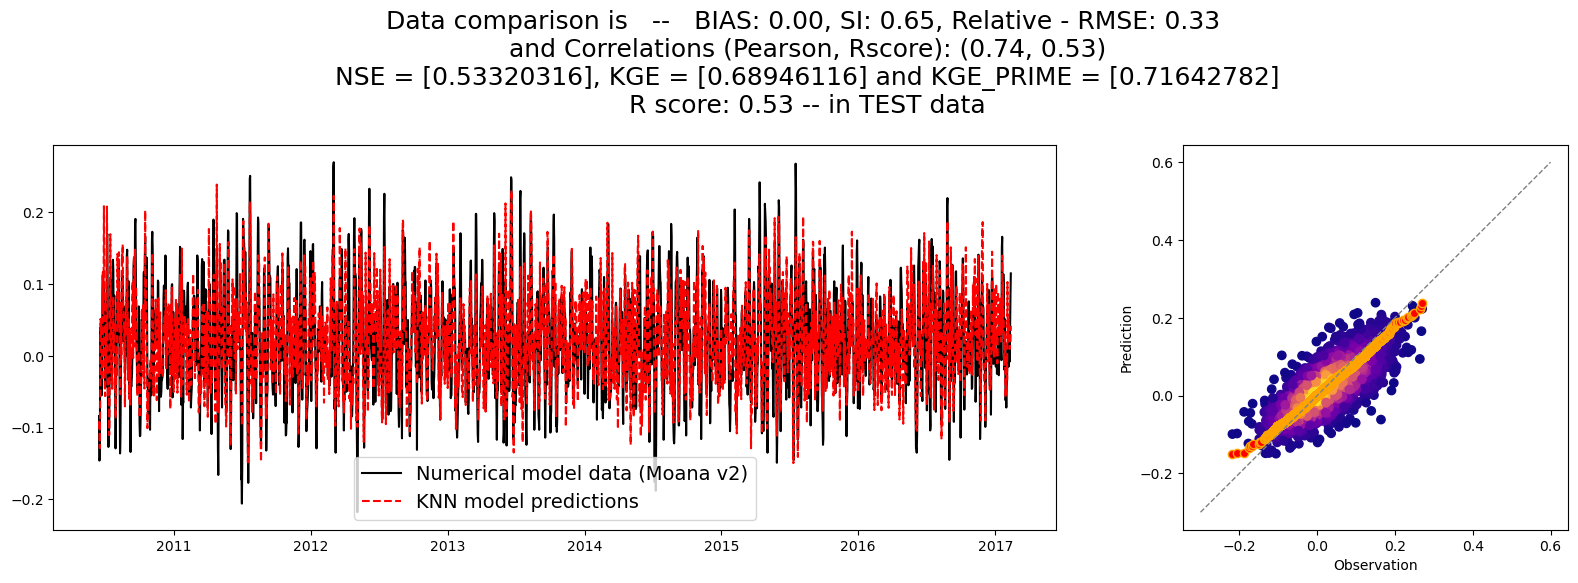 Data comparison is   --   BIAS: 0.00, SI: 0.65, Relative - RMSE: 0.33
and Correlations (Pearson, Rscore): (0.74, 0.53)
NSE = [0.53320316], KGE = [0.68946116] and KGE_PRIME = [0.71642782]
R score: 0.53 -- in TEST data
0.2
0.1
0.0
−0.1
−0.2
2011
2012
2013
2014
2015
2016
2017
Numerical model data (Moana v2)
KNN model predictions
Prediction
0.6
0.4
0.2
0.0
−0.2
−0.2
0.0
0.2
0.4
0.6
Observation